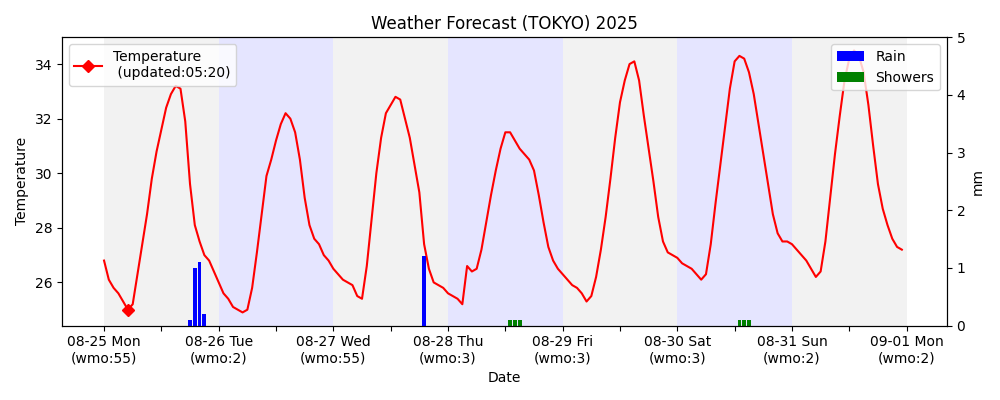 Weather Forecast (TOKYO) 2025
Temperature
(updated:05:20)
Rain
Showers
Temperature
34
32
30
28
26
5
4
3
2
1
0
mm
08-25 Mon
(wmo:55)
08-26 Tue
(wmo:2)
08-27 Wed
(wmo:55)
08-28 Thu
(wmo:3)
08-29 Fri
(wmo:3)
08-30 Sat
(wmo:3)
08-31 Sun
(wmo:2)
09-01 Mon
(wmo:2)
Date